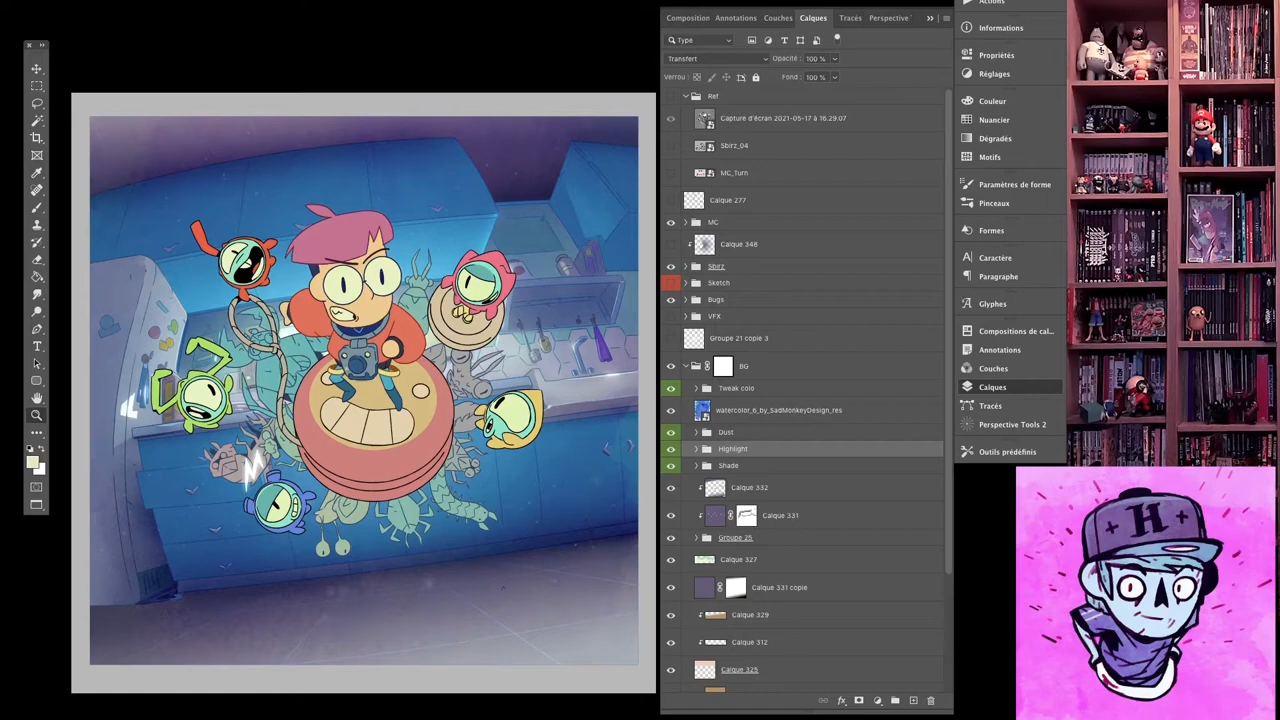 Composition Annotations Couches Calques Tracés Perspective
Type
Transfert Opacité : 100 %
Verrou : Fond : 100 %
Ref
Capture d'écran 2021-05-17 à 16.29.07
Sbirz_04
MC_Turn
Calque 277
MC
Calque 348
Sbirz
Sketch
Bugs
VFX
Groupe 21 copie 3
BG
Tweak colo
watercolor_6_by_SadMonkeyDesign_resources
Dust
Highlight
Shade
Calque 332
Calque 331
Groupe 25
Calque 327
Calque 331 copie
Calque 329
Calque 312
Calque 325
fx
Actions
Informations
Propriétés
Réglages
Couleur
Nuancier
Dégradés
Motifs
Paramètres de forme
Pinceaux
Formes
Caractère
Paragraphe
Glyphes
Compositions de cal...
Annotations
Couches
Calques
Tracés
Perspective Tools 2
Outils prédéfinis
H